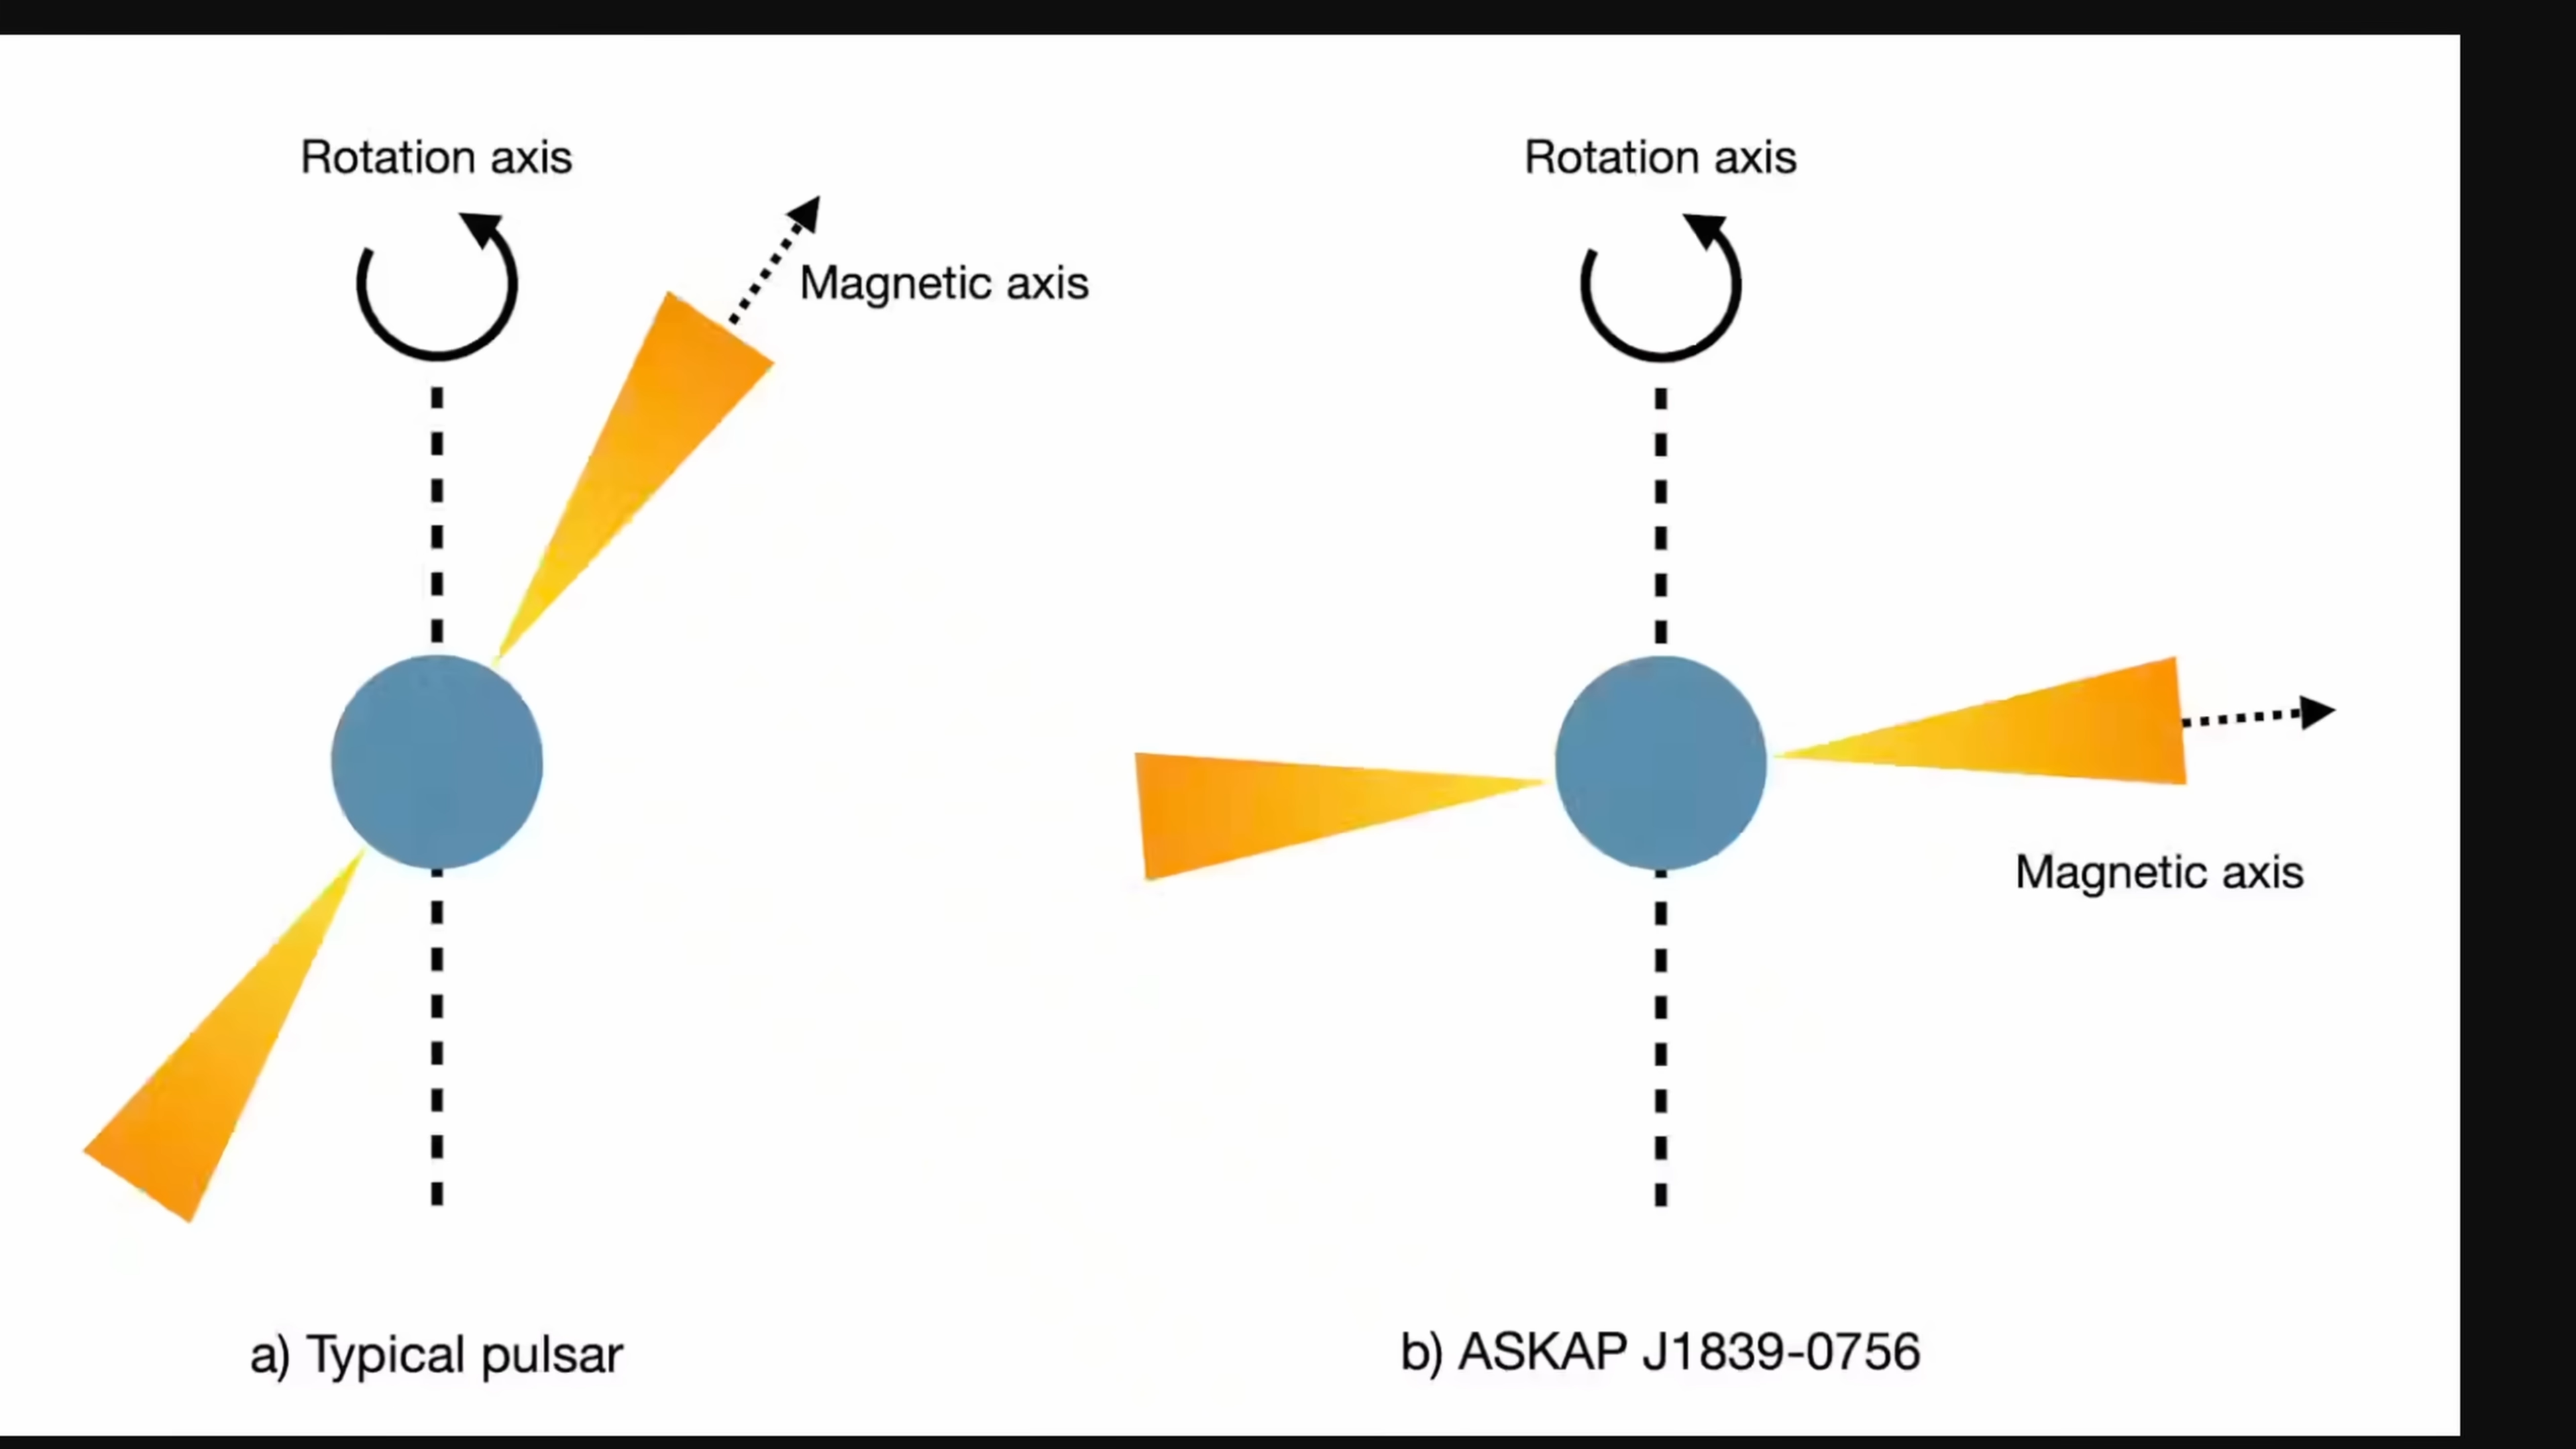 Rotation axis
Magnetic axis
a) Typical pulsar
Rotation axis
Magnetic axis
b) ASKAP J1839-0756